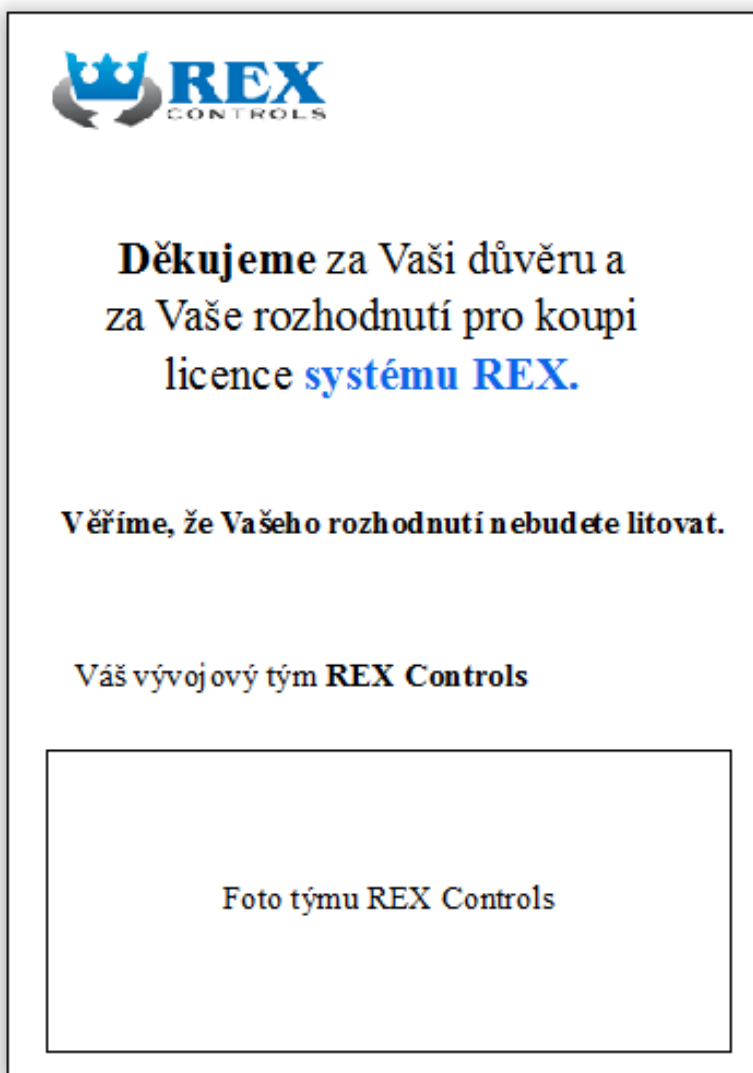 REX
CONTROLS
Děkujeme za Vaši důvěru a
za Vaše rozhodnutí pro koupi
licence systému REX.
Věříme, že Vašeho rozhodnutí nebudete litovat.
Váš vývojový tým REX Controls
Foto týmu REX Controls